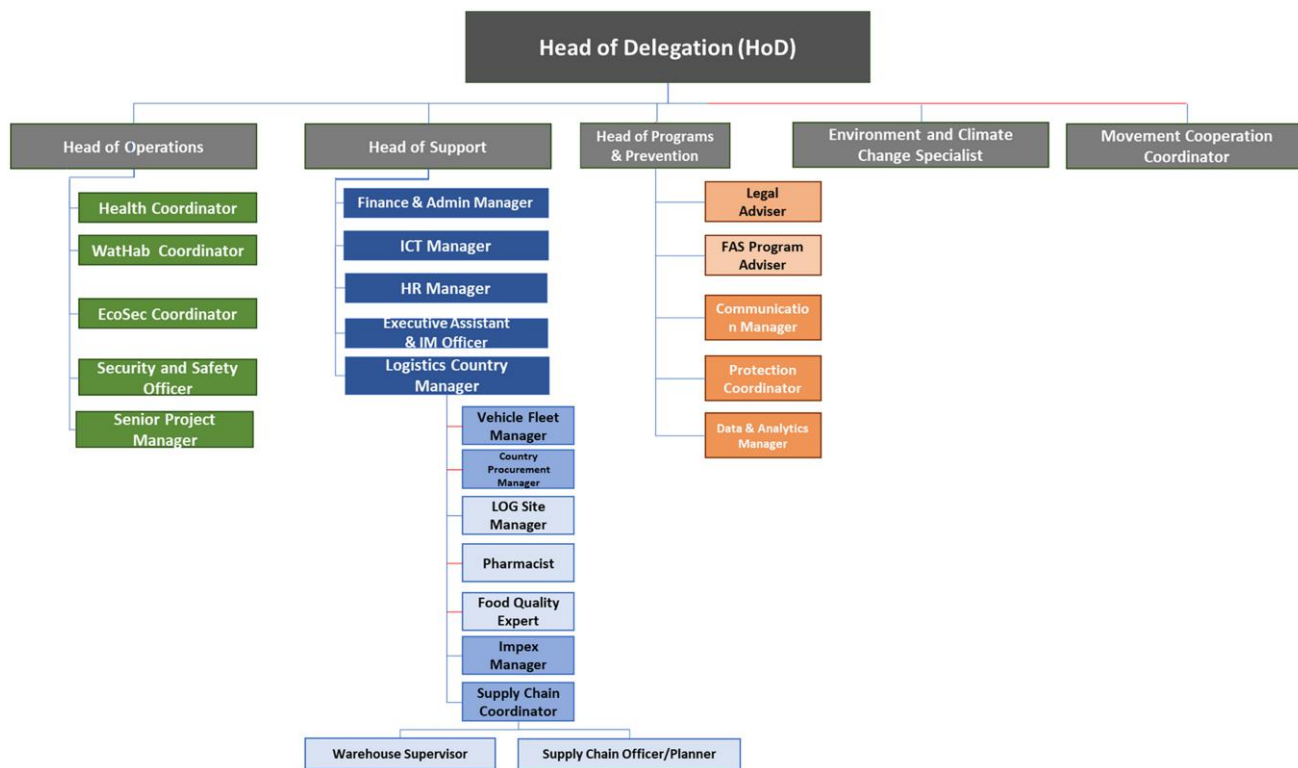 Head of Delegation (HoD)
Head of Operations
Head of Support
Head of Programs
& Prevention
Environment and Climate
Change Specialist
Movement Cooperation
Coordinator
Health Coordinator
WatHab Coordinator
EcoSec Coordinator
Security and Safety
Officer
Senior Project
Manager
Finance & Admin Manager
ICT Manager
HR Manager
Executive Assistant
& IM Officer
Logistics Country
Manager
Vehicle Fleet
Manager
Country
Procurement
Manager
LOG Site
Manager
Pharmacist
Food Quality
Expert
Impex
Manager
Supply Chain
Coordinator
Warehouse Supervisor
Supply Chain Officer/Planner
Legal
Adviser
FAS Program
Adviser
Communicatio
n Manager
Protection
Coordinator
Data & Analytics
Manager